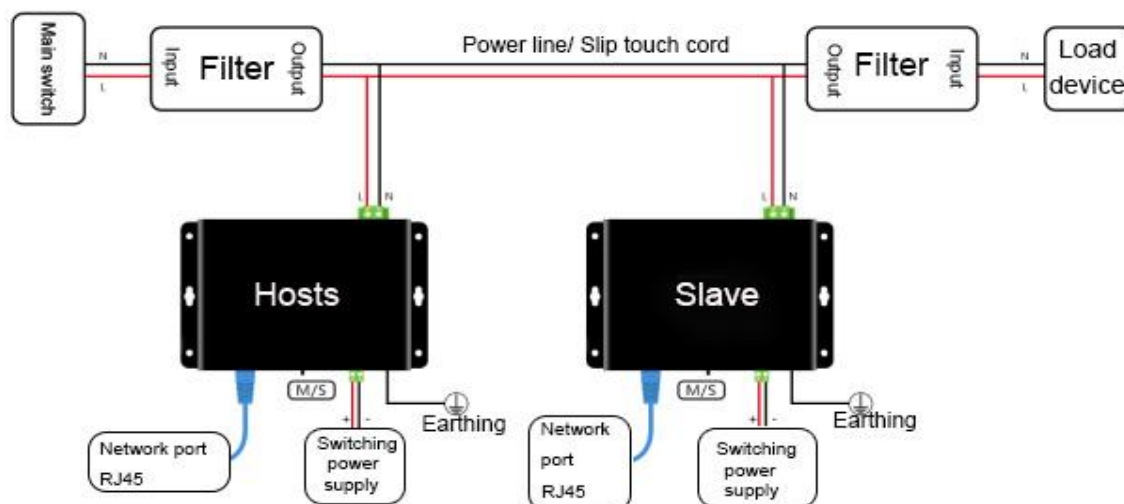 Main switch
N
L
Input
Filter
Output
Power line/ Slip touch cord
Output
Filter
Input
N
L
Load
device
L
N
L
N
Hosts
Slave
M/S
M/S
+
-
Earthing
+
-
Earthing
Network port
RJ45
Switching
power
supply
Network
port
RJ45
Switching
power
supply